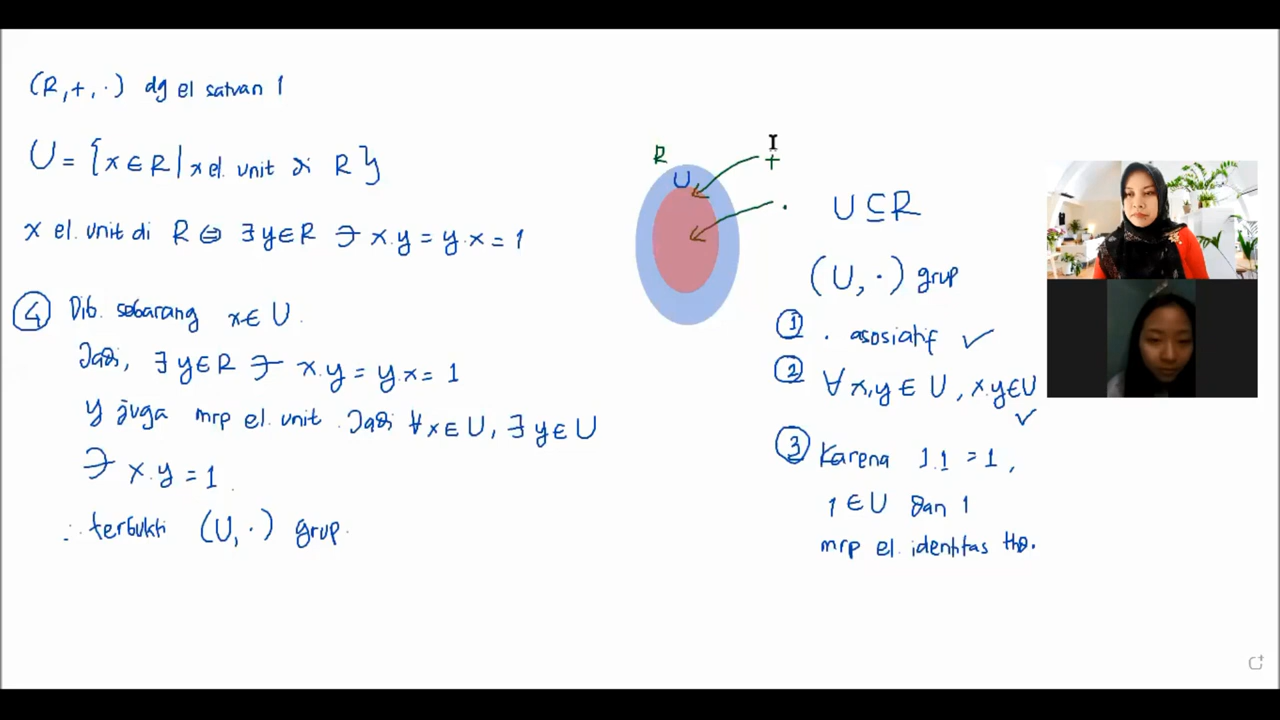 (R, +, ·) dg el satuan 1
U = {x ∈ R | x el. unit di R}
x el. unit di R ⇔ ∃ y ∈ R ∋ x.y = y.x = 1
④ Dib. sebarang x ∈ U.
Jadi, ∃ y ∈ R ∋ x.y = y.x = 1
y juga mrp el. unit. Jadi ∀ x ∈ U, ∃ y ∈ U
∋ x.y = 1.
∴ terbukti (U, ·) grup.
R
U
+
·
U ⊆ R
(U, ·) grup
① · asosiatif ✓
② ∀ x,y ∈ U, x.y ∈ U
✓
③ Karena 1.1 = 1,
1 ∈ U dan 1
mrp el. identitas thd.